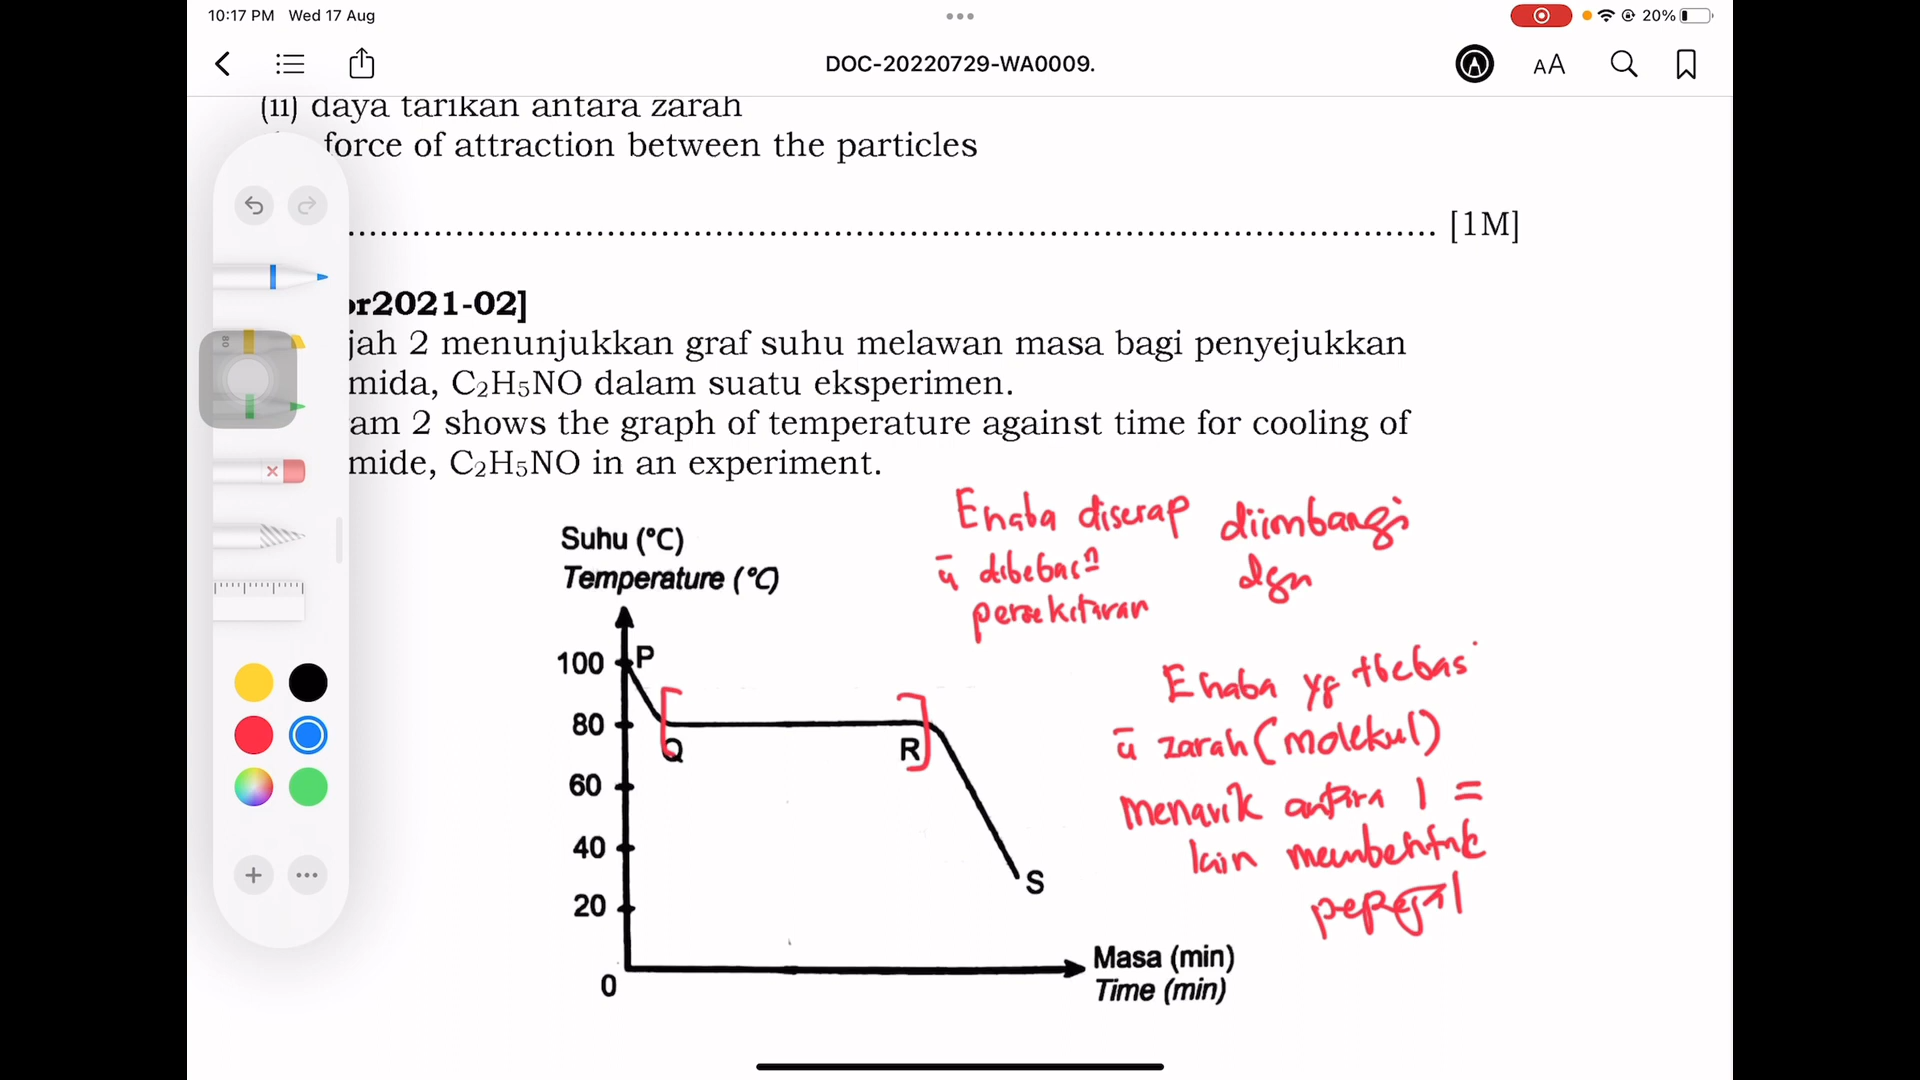 10:17 PM Wed 17 Aug
20%
DOC-20220729-WA0009.
AA
(ii) daya tarikan antara zarah
force of attraction between the particles
[1M]
or2021-02]
jah 2 menunjukkan graf suhu melawan masa bagi penyejukkan
mida, C₂H₅NO dalam suatu eksperimen.
am 2 shows the graph of temperature against time for cooling of
mide, C₂H₅NO in an experiment.
80
Suhu (°C)
Temperature (°C)
100
80
60
40
20
0
P
Q
R
S
Masa (min)
Time (min)
Ehaba diserap diimbangi
dibebas dgn
persekitaran
Ehaba yg tbebas
zarah (molekul)
menarik antara 1 =
lain membentuk
pepejal